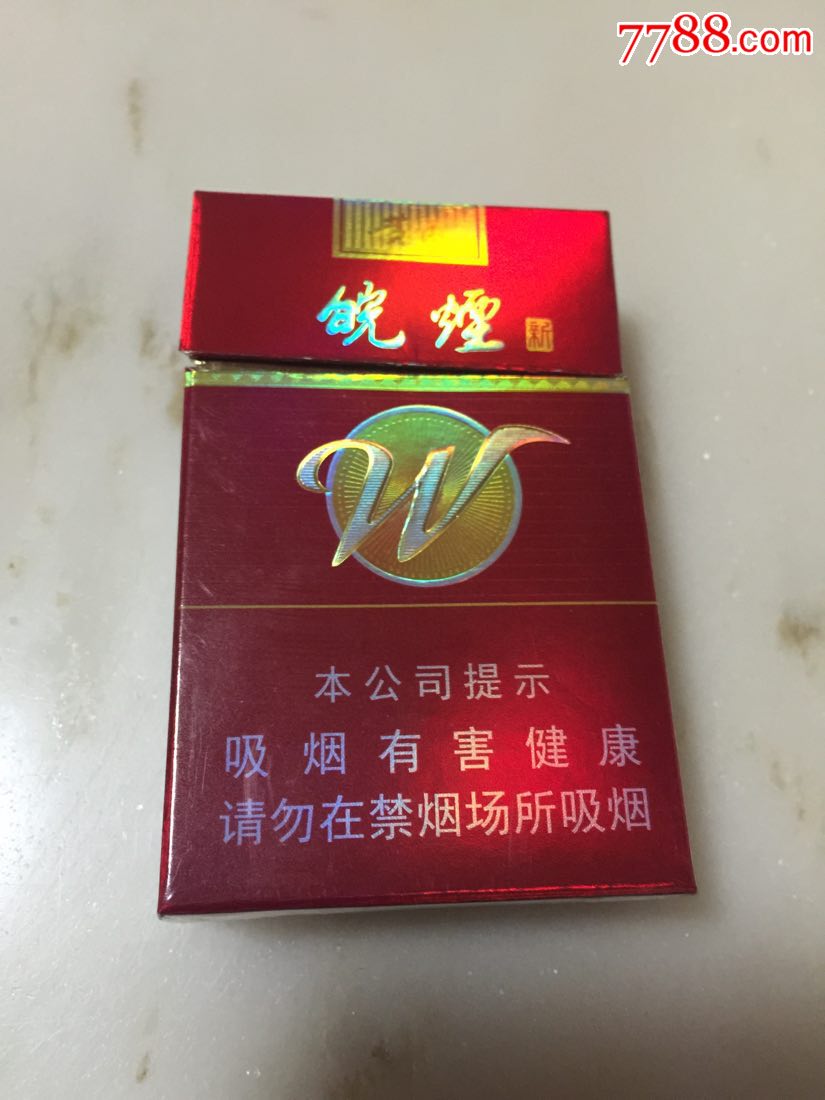 7788.com
皖煙 新
W
本公司提示
吸烟有害健康
请勿在禁烟场所吸烟